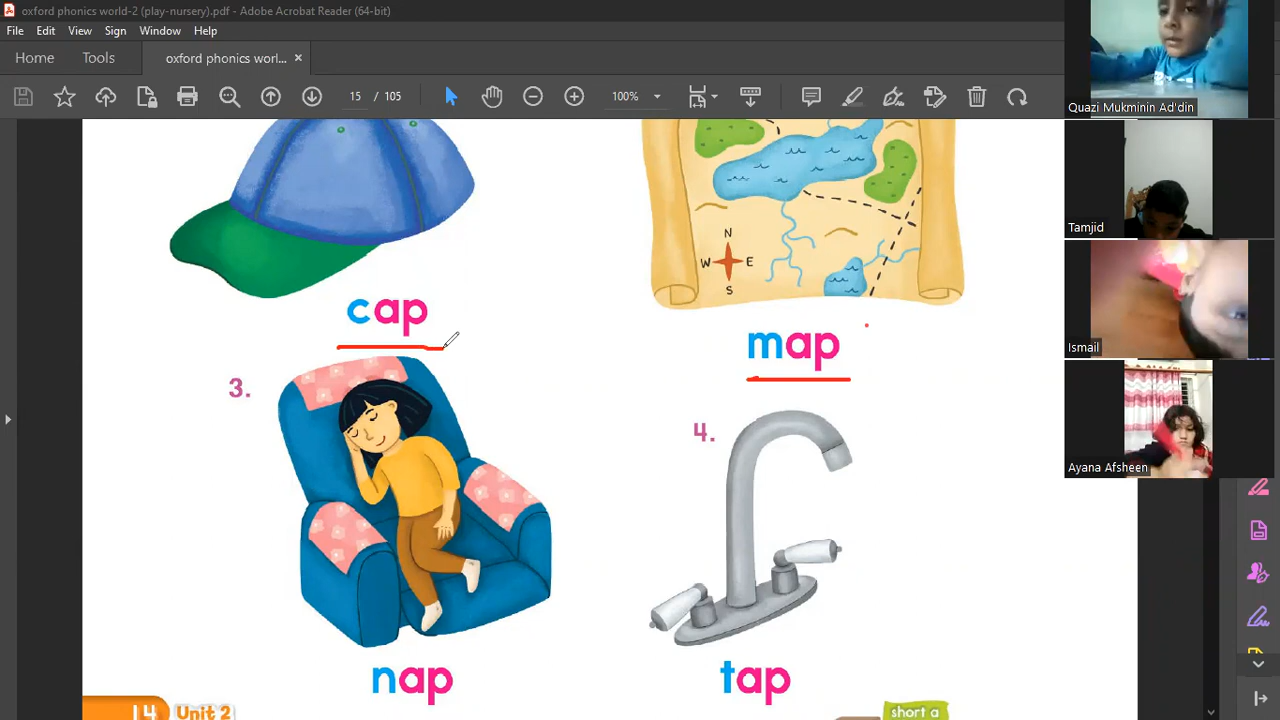 oxford phonics world-2 (play-nursery).pdf - Adobe Acrobat Reader (64-bit)
File Edit View Sign Window Help
Home Tools oxford phonics worl... ×
15 / 105 100%
Quazi Mukminin Ad'din
Tamjid
Ismail
Ayana Afsheen
N
W E
S
cap
map
3.
4.
nap
tap
14 Unit 2
short a